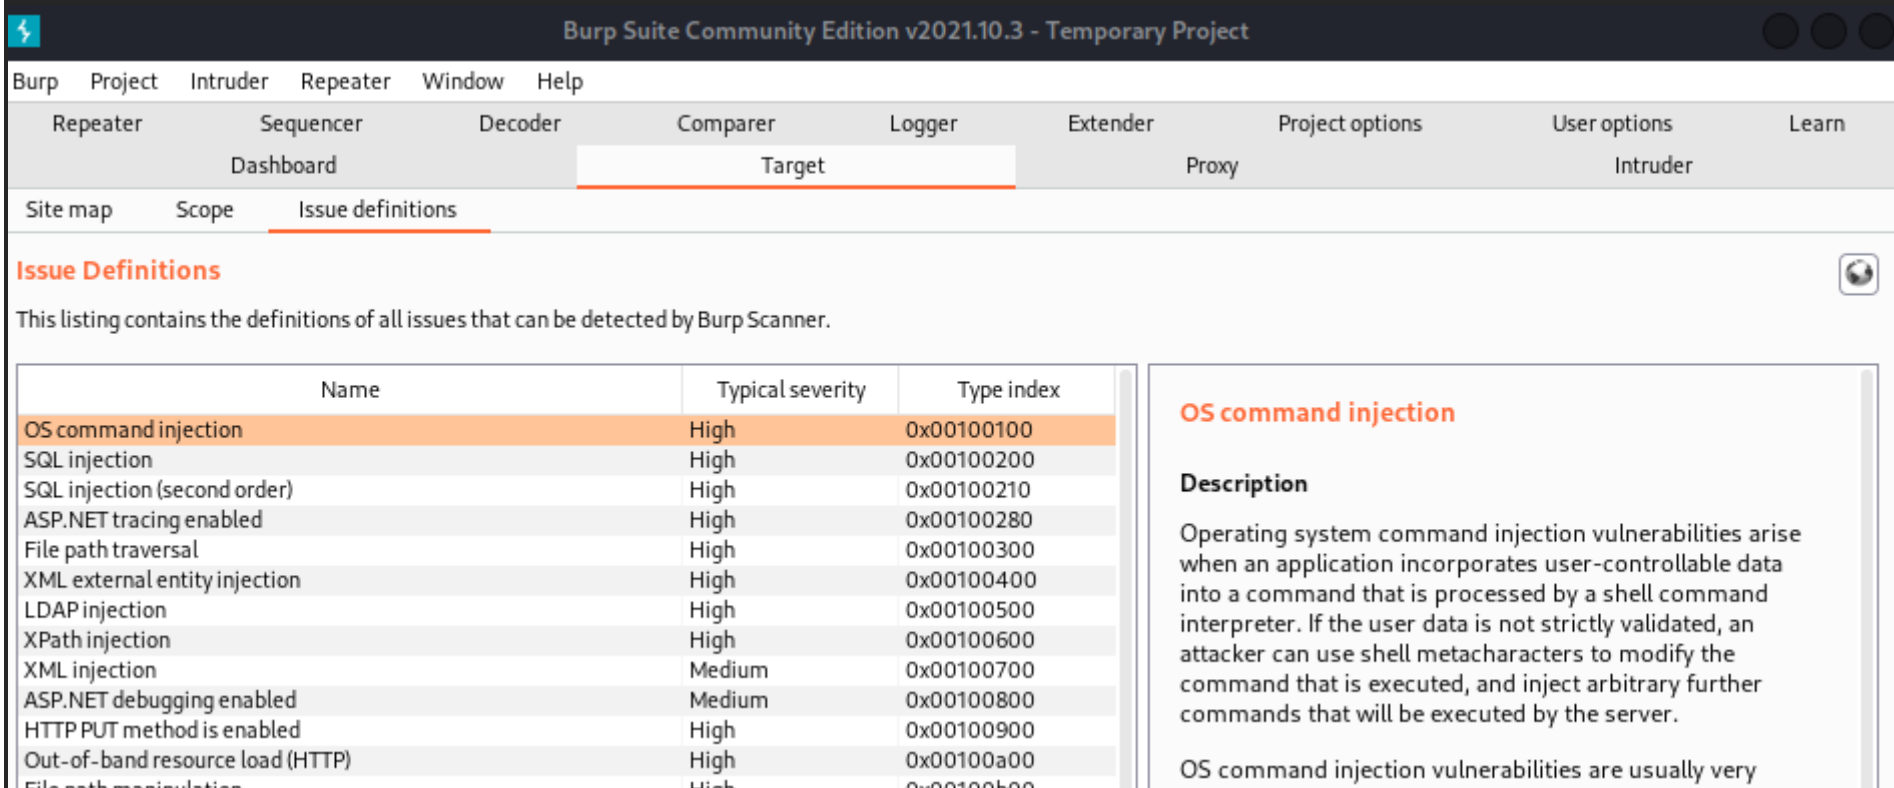 Burp Suite Community Edition v2021.10.3 - Temporary Project
Burp Project Intruder Repeater Window Help
Repeater Sequencer Decoder Comparer Logger Extender Project options User options Learn
Dashboard Target Proxy Intruder
Site map Scope Issue definitions
Issue Definitions
This listing contains the definitions of all issues that can be detected by Burp Scanner.
Name Typical severity Type index
OS command injection High 0x00100100
SQL injection High 0x00100200
SQL injection (second order) High 0x00100210
ASP.NET tracing enabled High 0x00100280
File path traversal High 0x00100300
XML external entity injection High 0x00100400
LDAP injection High 0x00100500
XPath injection High 0x00100600
XML injection Medium 0x00100700
ASP.NET debugging enabled Medium 0x00100800
HTTP PUT method is enabled High 0x00100900
Out-of-band resource load (HTTP) High 0x00100a00
File path manipulation High 0x00100b00
OS command injection
Description
Operating system command injection vulnerabilities arise
when an application incorporates user-controllable data
into a command that is processed by a shell command
interpreter. If the user data is not strictly validated, an
attacker can use shell metacharacters to modify the
command that is executed, and inject arbitrary further
commands that will be executed by the server.
OS command injection vulnerabilities are usually very